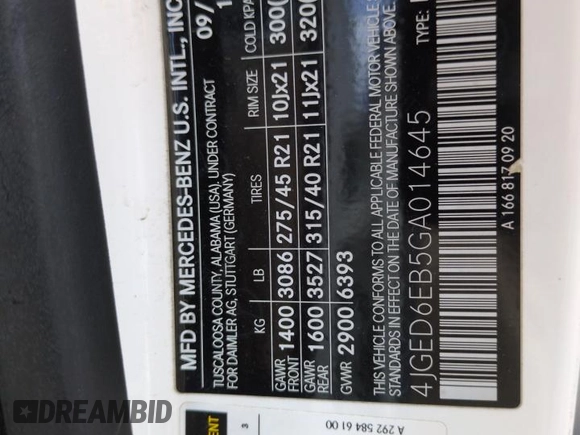 MFD BY MERCEDES-BENZ U.S. INTL., INC
09/
TUSCALOOSA COUNTY, ALABAMA (USA), UNDER CONTRACT
FOR DAIMLER AG, STUTTGART (GERMANY)
KG LB TIRES RIM SIZE COLD KPA
GAWR 1400 3086 275/45 R21 10Jx21 300
FRONT
GAWR 1600 3527 315/40 R21 11Jx21 320
REAR
GVWR 2900 6393
THIS VEHICLE CONFORMS TO ALL APPLICABLE FEDERAL MOTOR VEHICLE
STANDARDS IN EFFECT ON THE DATE OF MANUFACTURE SHOWN ABOVE.
4JGED6EB5GA014645 TYPE:
A 166 817 09 20
3
A 292 584 61 00
DREAMBID